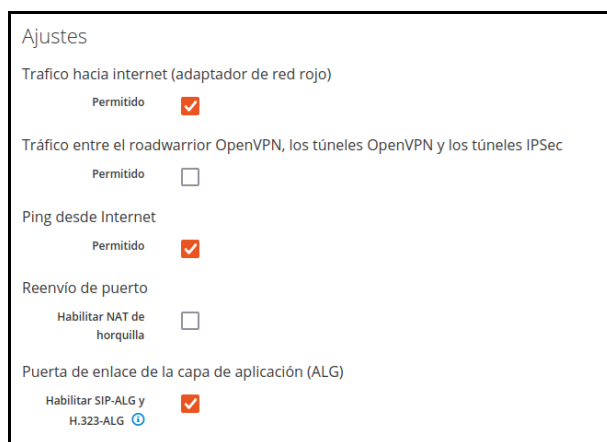 Ajustes
Trafico hacia internet (adaptador de red rojo)
Permitido
Tráfico entre el roadwarrior OpenVPN, los túneles OpenVPN y los túneles IPSec
Permitido
Ping desde Internet
Permitido
Reenvío de puerto
Habilitar NAT de
horquilla
Puerta de enlace de la capa de aplicación (ALG)
Habilitar SIP-ALG y
H.323-ALG